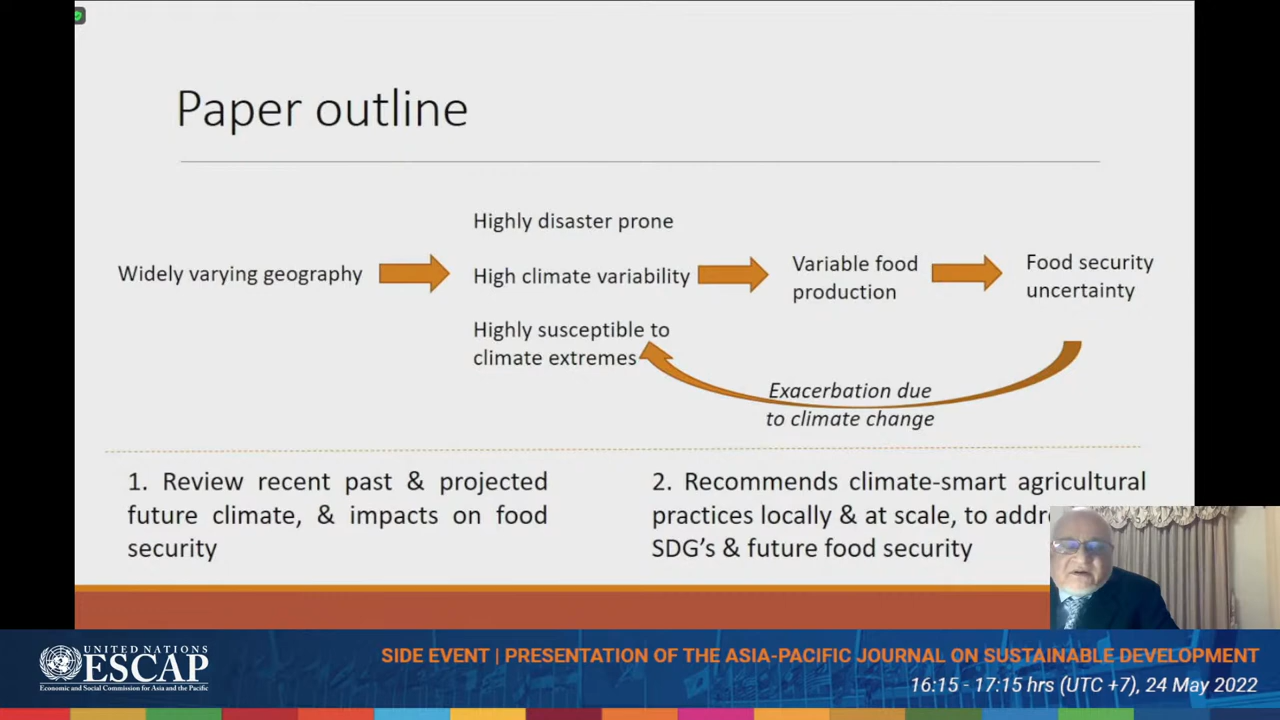 Paper outline
Widely varying geography
Highly disaster prone
High climate variability
Highly susceptible to
climate extremes
Variable food
production
Food security
uncertainty
Exacerbation due
to climate change
1. Review recent past & projected
future climate, & impacts on food
security
2. Recommends climate-smart agricultural
practices locally & at scale, to
SDG’s & future food security
UNITED NATIONS
ESCAP
Economic and Social Commission for Asia and the Pacific
SIDE EVENT | PRESENTATION OF THE ASIA-PACIFIC JOURNAL ON SUSTAINABLE DEVELOPMENT
16:15 - 17:15 hrs (UTC +7), 24 May 2022